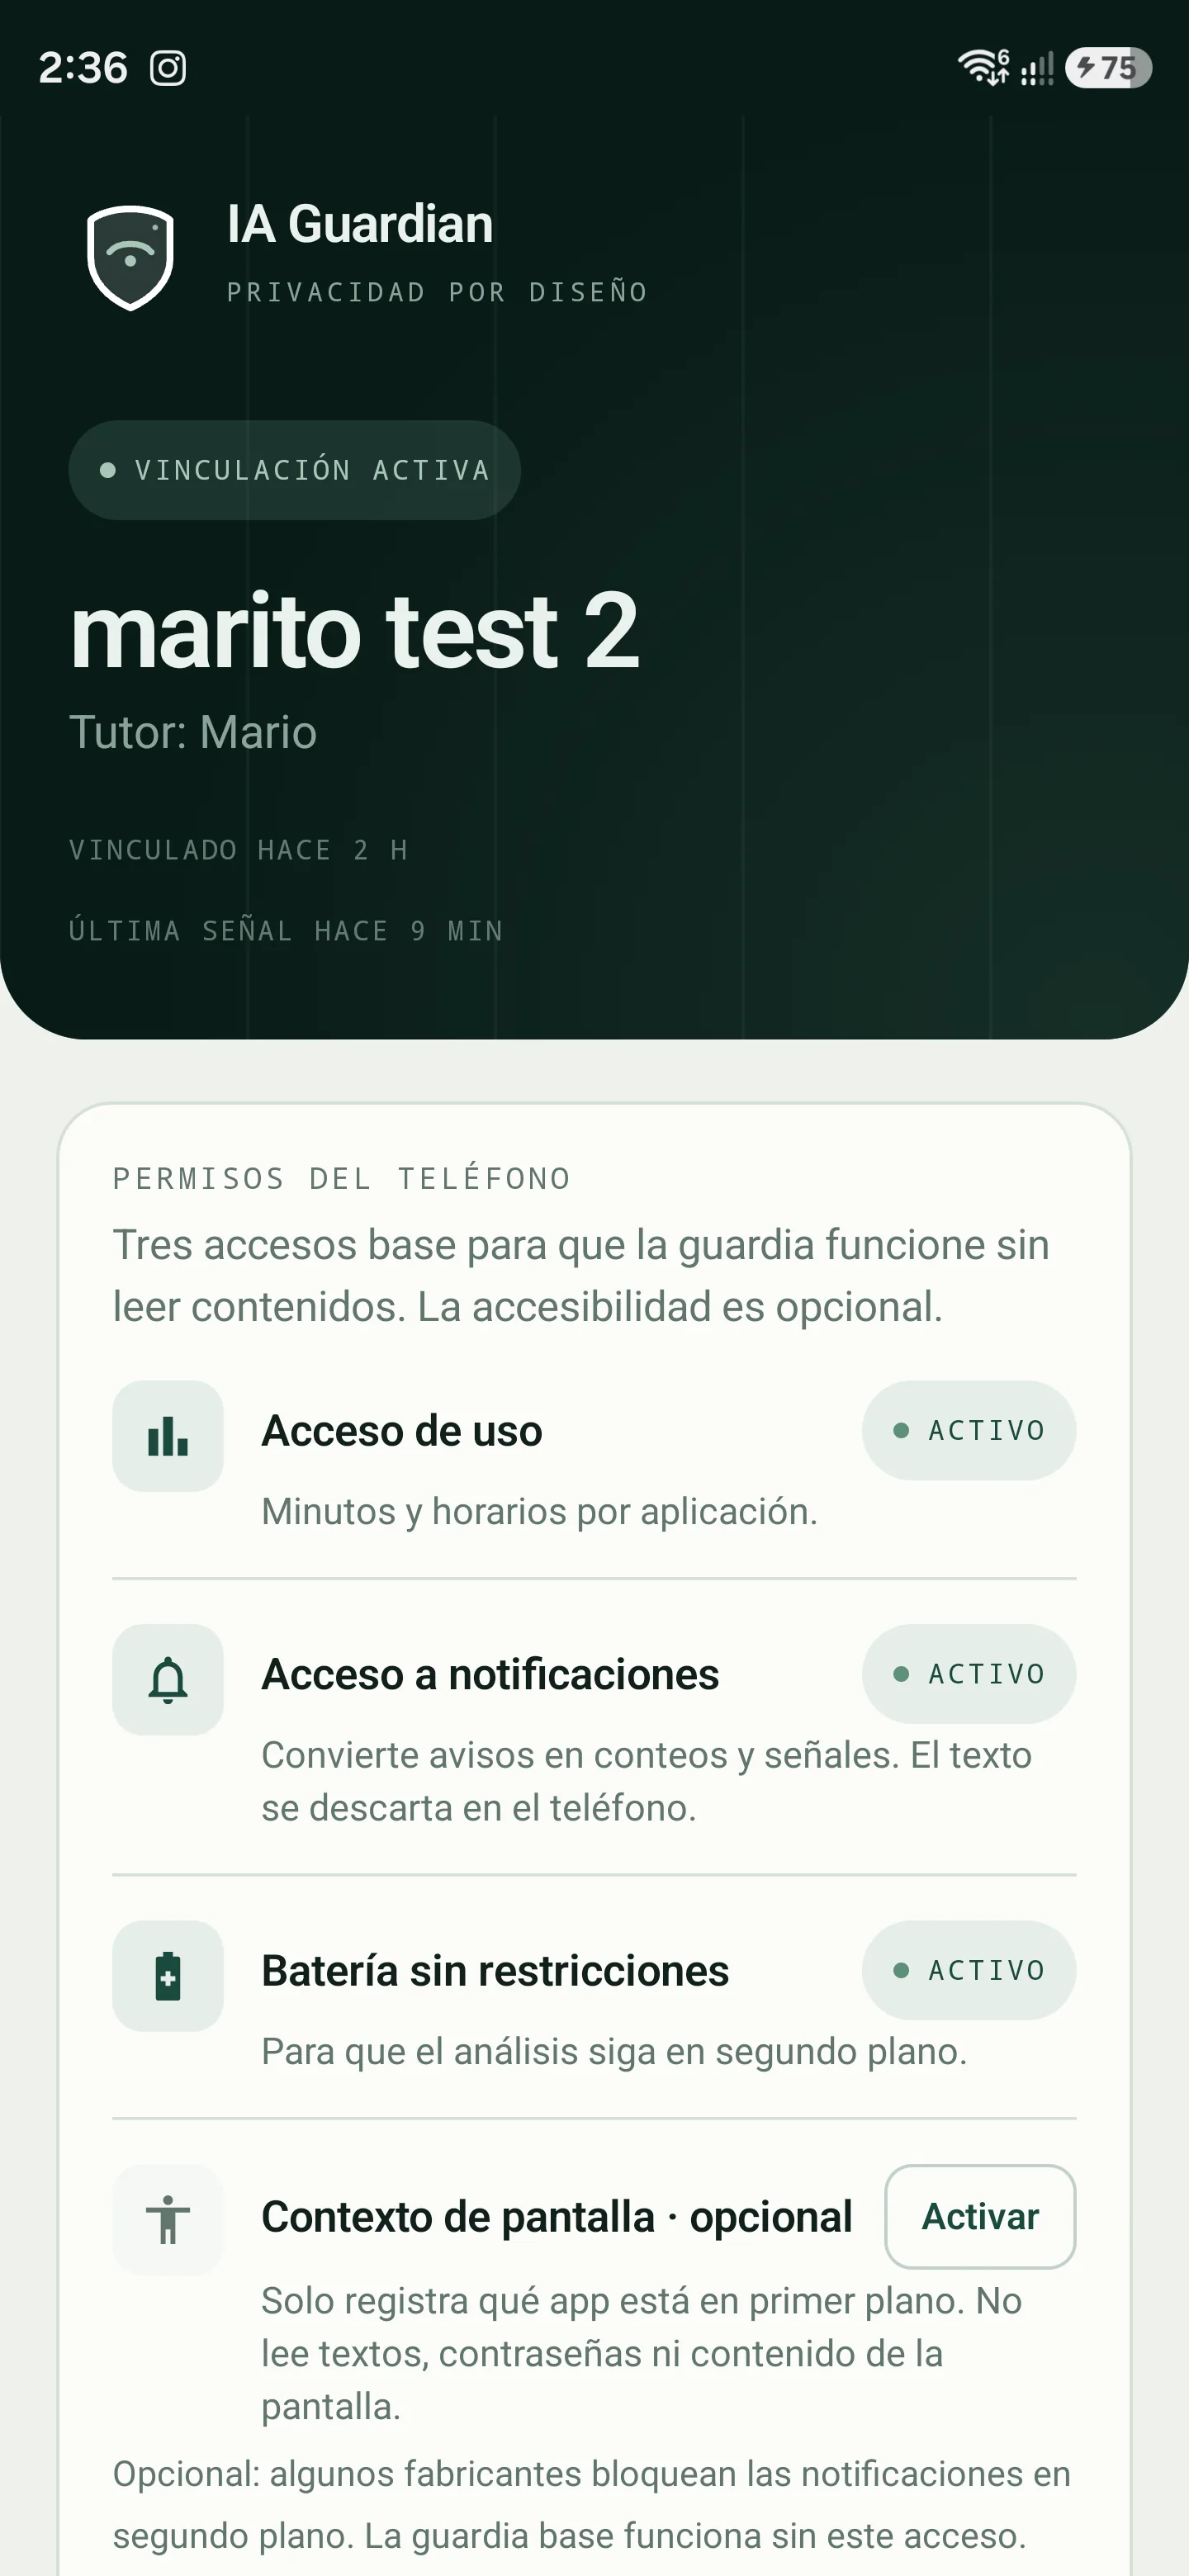 2:36
6
75
IA Guardian
PRIVACIDAD POR DISEÑO
VINCULACIÓN ACTIVA
marito test 2
Tutor: Mario
VINCULADO HACE 2 H
ÚLTIMA SEÑAL HACE 9 MIN
PERMISOS DEL TELÉFONO
Tres accesos base para que la guardia funcione sin
leer contenidos. La accesibilidad es opcional.
Acceso de uso
ACTIVO
Minutos y horarios por aplicación.
Acceso a notificaciones
ACTIVO
Convierte avisos en conteos y señales. El texto
se descarta en el teléfono.
Batería sin restricciones
ACTIVO
Para que el análisis siga en segundo plano.
Contexto de pantalla · opcional
Activar
Solo registra qué app está en primer plano. No
lee textos, contraseñas ni contenido de la
pantalla.
Opcional: algunos fabricantes bloquean las notificaciones en
segundo plano. La guardia base funciona sin este acceso.